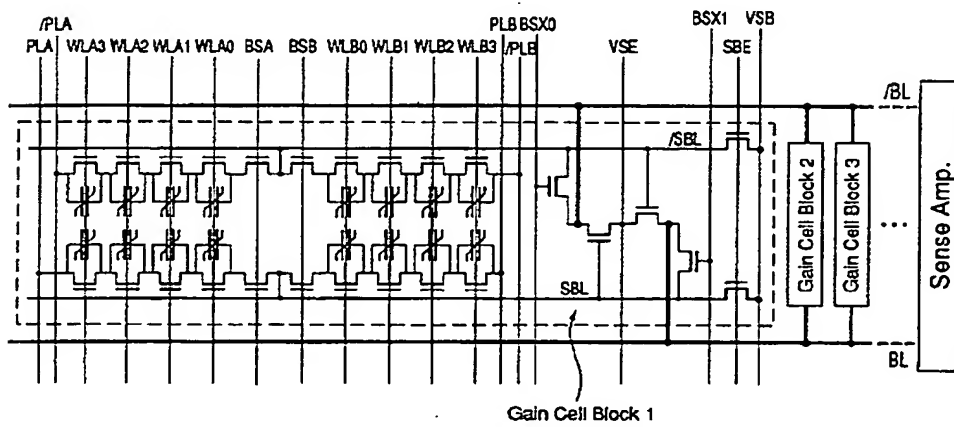 /PLA
PLA WLA3 WLA2 WLA1 WLA0 BSA BSB WLB0 WLB1 WLB2 WLB3
PLB BSX0
/PLB
VSE
BSX1 VSB
SBE
/BL
/SBL
SBL
BL
Gain Cell Block 2
Gain Cell Block 3
...
Sense Amp.
Gain Cell Block 1